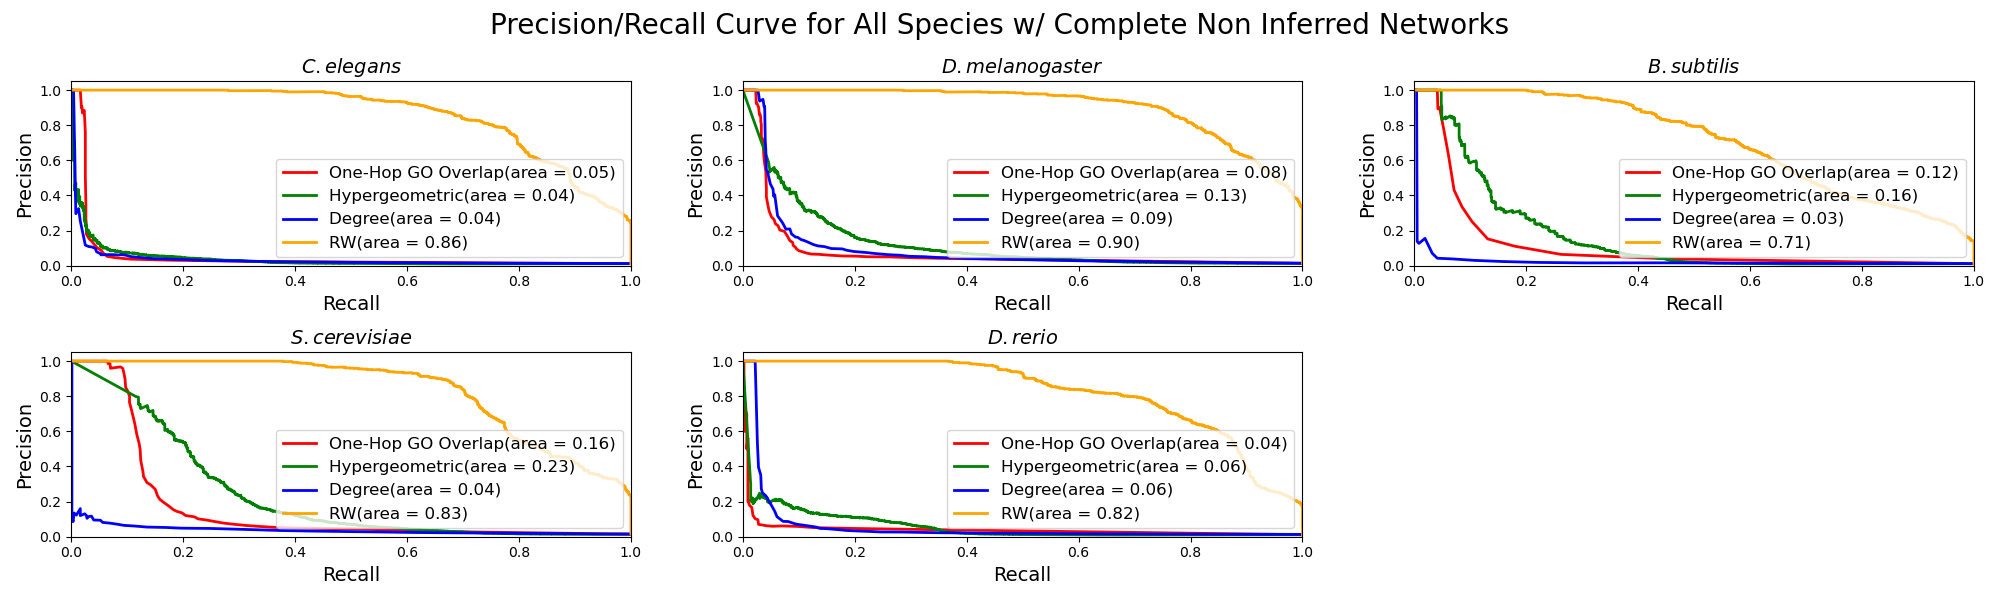 Precision/Recall Curve for All Species w/ Complete Non Inferred Networks
C.elegans
Precision
1.0
0.8
0.6
0.4
0.2
0.0
One-Hop GO Overlap(area = 0.05)
Hypergeometric(area = 0.04)
Degree(area = 0.04)
RW(area = 0.86)
0.0 0.2 0.4 0.6 0.8 1.0
Recall
D.melanogaster
Precision
1.0
0.8
0.6
0.4
0.2
0.0
One-Hop GO Overlap(area = 0.08)
Hypergeometric(area = 0.13)
Degree(area = 0.09)
RW(area = 0.90)
0.0 0.2 0.4 0.6 0.8 1.0
Recall
B.subtilis
Precision
1.0
0.8
0.6
0.4
0.2
0.0
One-Hop GO Overlap(area = 0.12)
Hypergeometric(area = 0.16)
Degree(area = 0.03)
RW(area = 0.71)
0.0 0.2 0.4 0.6 0.8 1.0
Recall
S.cerevisiae
Precision
1.0
0.8
0.6
0.4
0.2
0.0
One-Hop GO Overlap(area = 0.16)
Hypergeometric(area = 0.23)
Degree(area = 0.04)
RW(area = 0.83)
0.0 0.2 0.4 0.6 0.8 1.0
Recall
D.rerio
Precision
1.0
0.8
0.6
0.4
0.2
0.0
One-Hop GO Overlap(area = 0.04)
Hypergeometric(area = 0.06)
Degree(area = 0.06)
RW(area = 0.82)
0.0 0.2 0.4 0.6 0.8 1.0
Recall